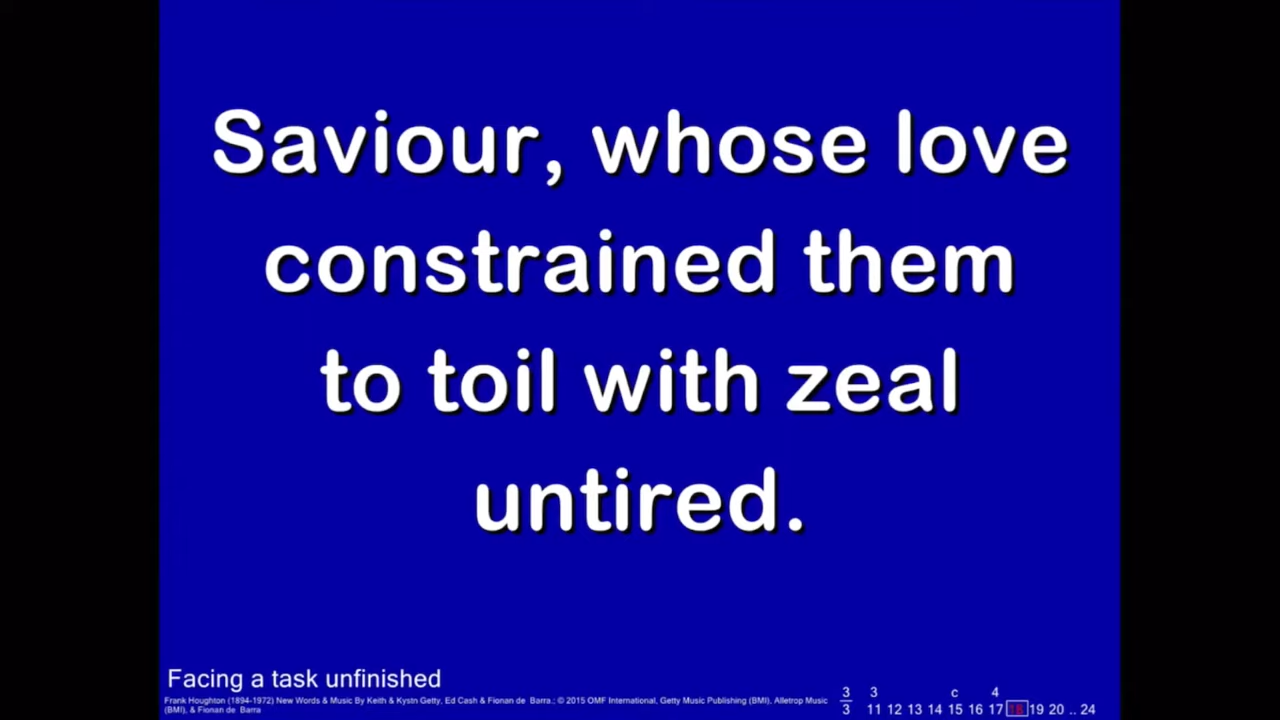 Saviour, whose love
constrained them
to toil with zeal
untired.
Facing a task unfinished
Frank Houghton (1894-1972) New Words & Music By Keith & Kystn Getty, Ed Cash & Fionan de Barra.; © 2015 OMF International, Getty Music Publishing (BMI), Alletrop Music
(BMI), & Fionan de Barra
3 3 c 4
3 11 12 13 14 15 16 17 18 19 20 .. 24